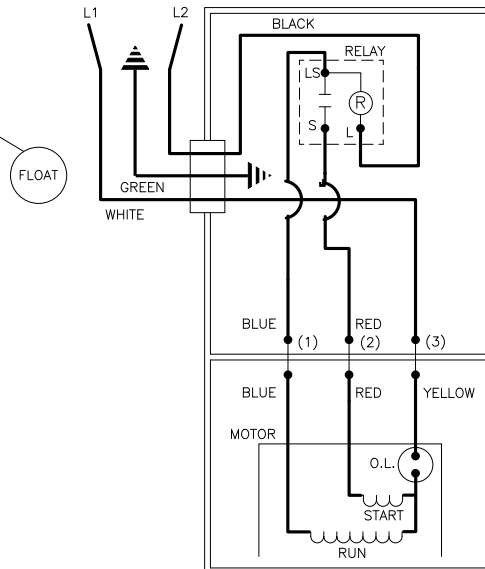 L1
L2
BLACK
RELAY
LS
R
S
L
FLOAT
GREEN
WHITE
BLUE
(1)
RED
(2)
(3)
BLUE
RED
YELLOW
MOTOR
O.L.
START
RUN